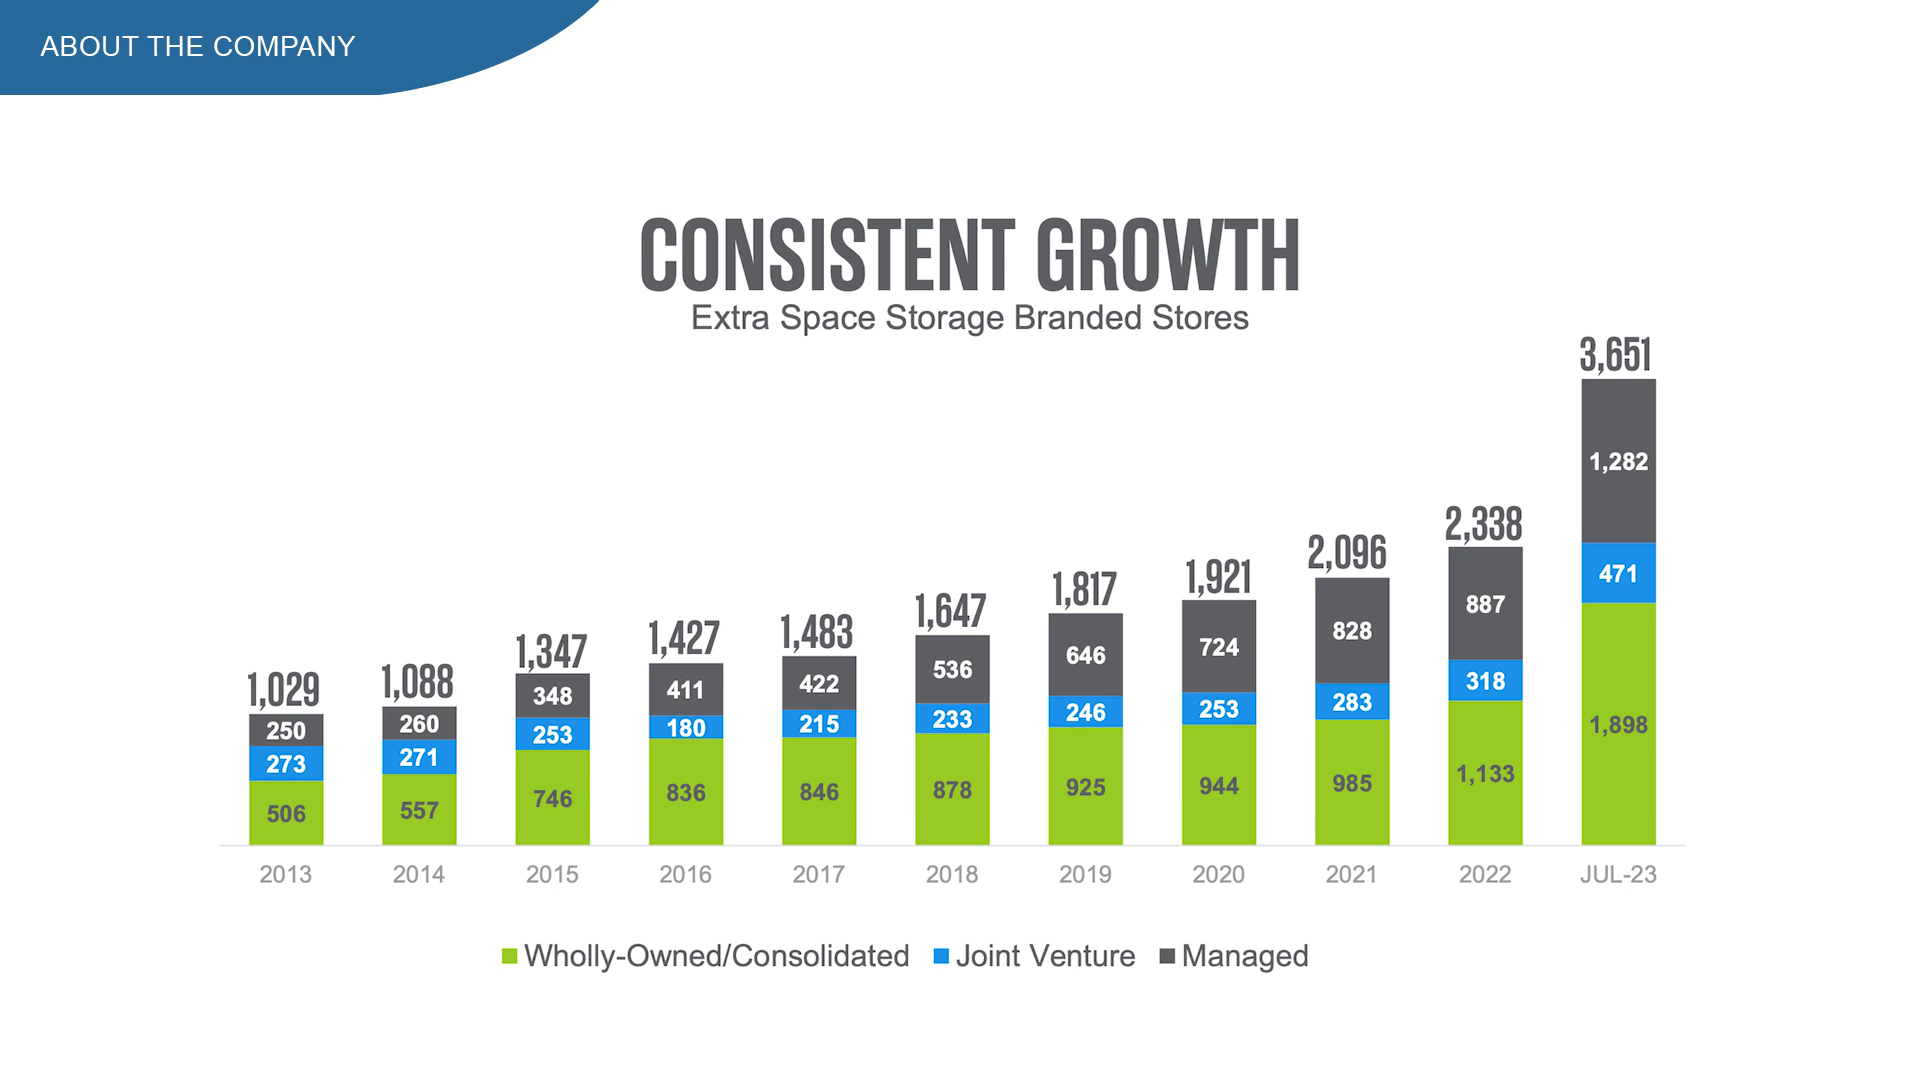 ABOUT THE COMPANY
CONSISTENT GROWTH
Extra Space Storage Branded Stores
1,029 1,088 1,347 1,427 1,483 1,647 1,817 1,921 2,096 2,338 3,651
250 260 348 411 422 536 646 724 828 887 1,282
273 271 253 180 215 233 246 253 283 318 471
506 557 746 836 846 878 925 944 985 1,133 1,898
2013 2014 2015 2016 2017 2018 2019 2020 2021 2022 JUL-23
Wholly-Owned/Consolidated Joint Venture Managed